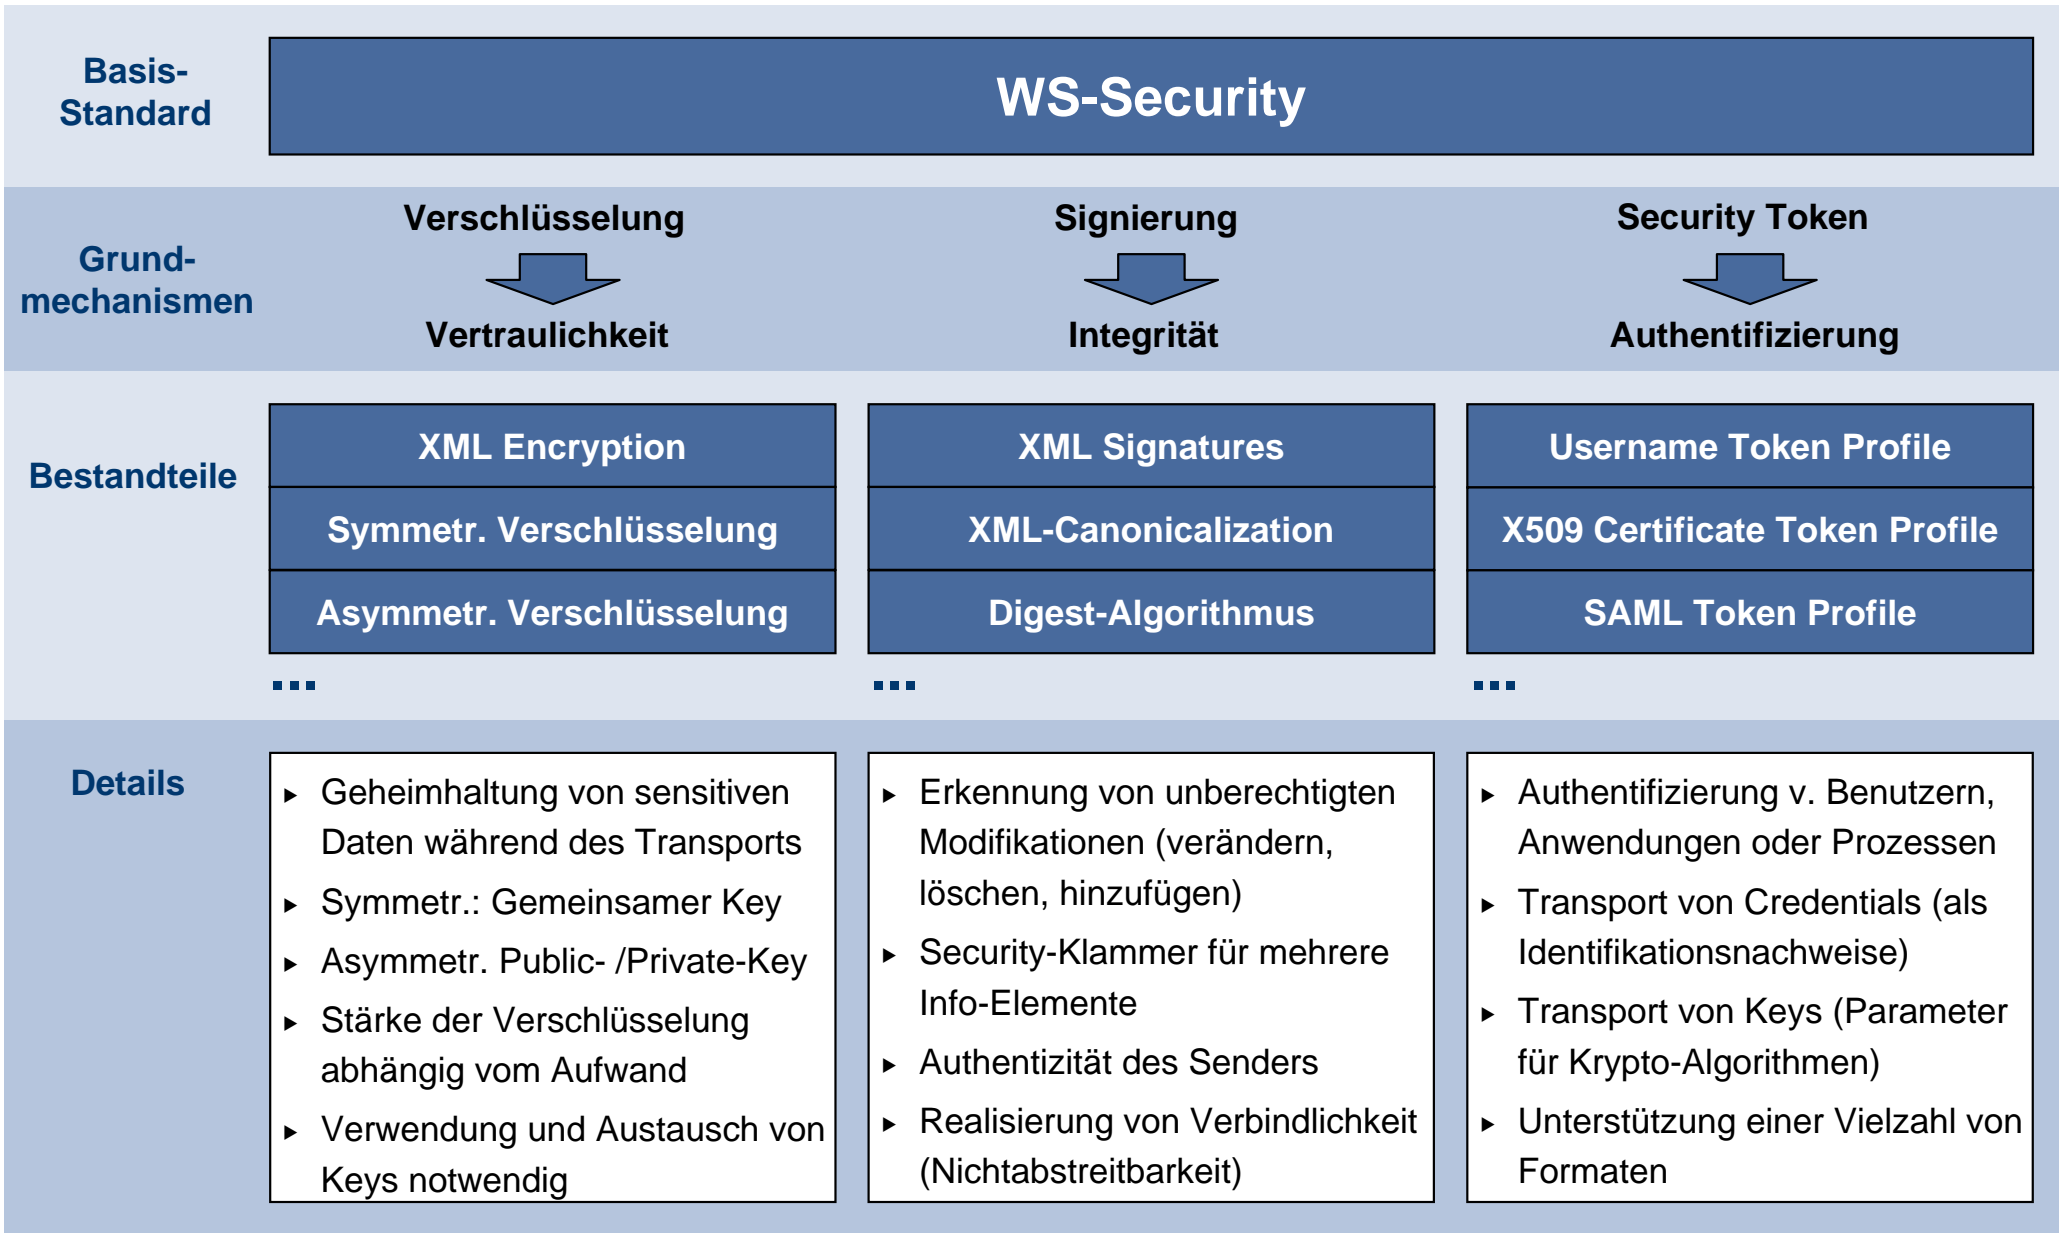 Basis-
Standard
WS-Security
Grund-
mechanismen
Verschlüsselung
Vertraulichkeit
Signierung
Integrität
Security Token
Authentifizierung
Bestandteile
XML Encryption
Symmetr. Verschlüsselung
Asymmetr. Verschlüsselung
...
XML Signatures
XML-Canonicalization
Digest-Algorithmus
...
Username Token Profile
X509 Certificate Token Profile
SAML Token Profile
...
Details
▸ Geheimhaltung von sensitiven
Daten während des Transports
▸ Symmetr.: Gemeinsamer Key
▸ Asymmetr. Public- /Private-Key
▸ Stärke der Verschlüsselung
abhängig vom Aufwand
▸ Verwendung und Austausch von
Keys notwendig
▸ Erkennung von unberechtigten
Modifikationen (verändern,
löschen, hinzufügen)
▸ Security-Klammer für mehrere
Info-Elemente
▸ Authentizität des Senders
▸ Realisierung von Verbindlichkeit
(Nichtabstreitbarkeit)
▸ Authentifizierung v. Benutzern,
Anwendungen oder Prozessen
▸ Transport von Credentials (als
Identifikationsnachweise)
▸ Transport von Keys (Parameter
für Krypto-Algorithmen)
▸ Unterstützung einer Vielzahl von
Formaten